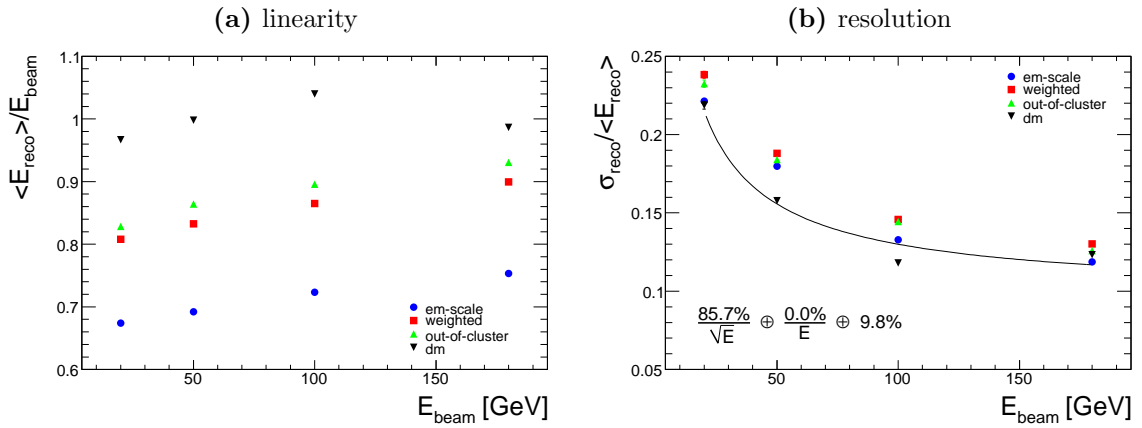 (a) linearity
<E_reco>/E_beam
1.1
1
0.9
0.8
0.7
0.6
50
100
150
E_beam [GeV]
em-scale
weighted
out-of-cluster
dm
(b) resolution
σ_reco/<E_reco>
0.25
0.2
0.15
0.1
0.05
50
100
150
E_beam [GeV]
em-scale
weighted
out-of-cluster
dm
85.7%/√E ⊕ 0.0%/E ⊕ 9.8%